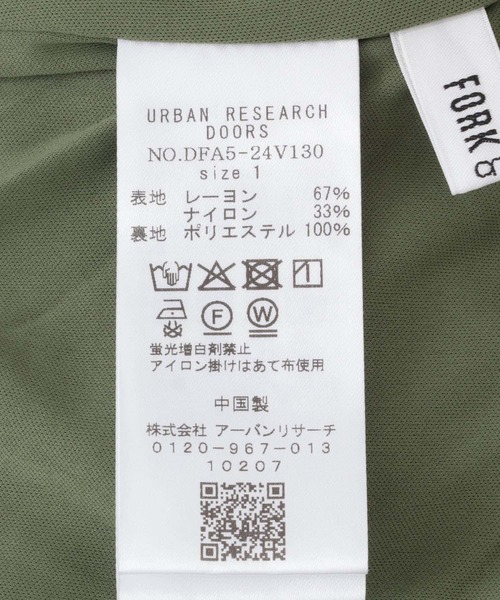 URBAN RESEARCH
DOORS
NO.DFA5-24V130
size 1
表地 レーヨン 67%
ナイロン 33%
裏地 ポリエステル 100%
F W
蛍光増白剤禁止
アイロン掛けはあて布使用
中国製
株式会社 アーバンリサーチ
0120-967-013
10207
FORK &